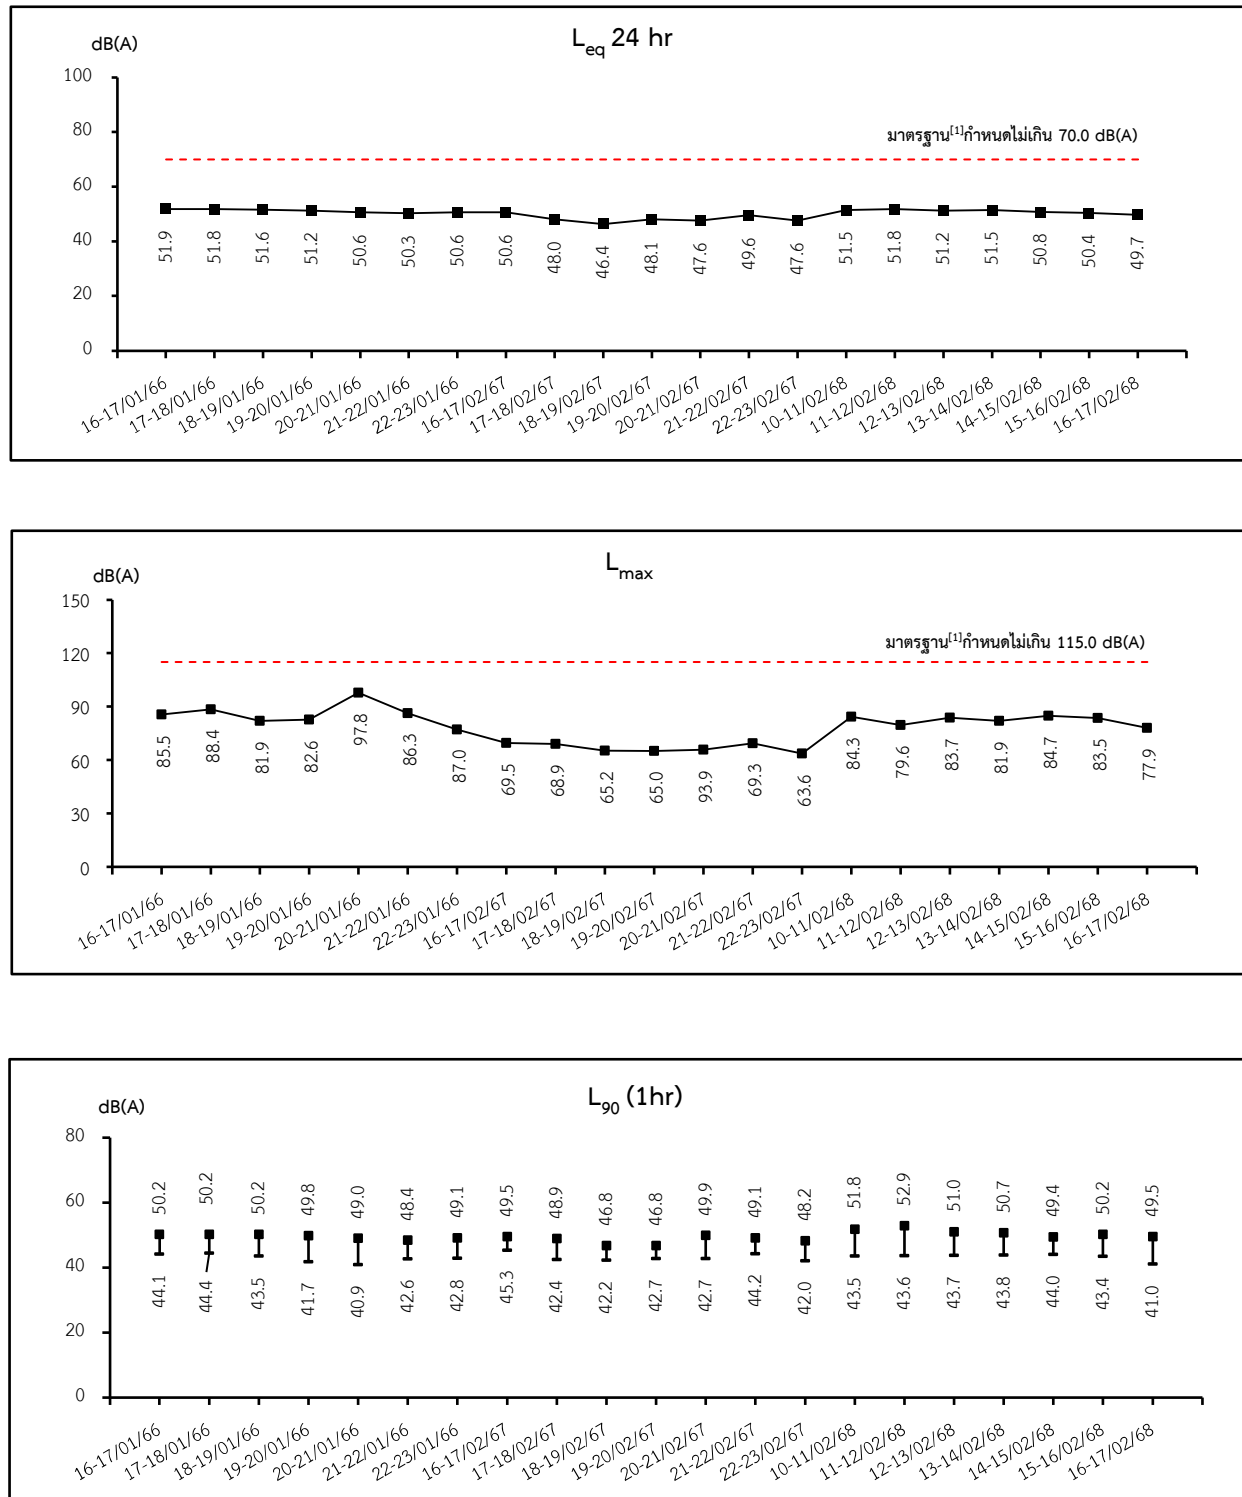 L_eq 24 hr
dB(A)
100
80
60
40
20
0
มาตรฐาน[1]กำหนดไม่เกิน 70.0 dB(A)
51.9 51.8 51.6 51.2 50.6 50.3 50.6 50.6 48.0 46.4 48.1 47.6 49.6 47.6 51.5 51.8 51.2 51.5 50.8 50.4 49.7
16-17/01/66 17-18/01/66 18-19/01/66 19-20/01/66 20-21/01/66 21-22/01/66 22-23/01/66 16-17/02/67 17-18/02/67 18-19/02/67 19-20/02/67 20-21/02/67 21-22/02/67 22-23/02/67 10-11/02/68 11-12/02/68 12-13/02/68 13-14/02/68 14-15/02/68 15-16/02/68 16-17/02/68
L_max
dB(A)
150
120
90
60
30
0
มาตรฐาน[1]กำหนดไม่เกิน 115.0 dB(A)
85.5 88.4 81.9 82.6 97.8 86.3 87.0 69.5 68.9 65.2 65.0 93.9 69.3 63.6 84.3 79.6 83.7 81.9 84.7 83.5 77.9
16-17/01/66 17-18/01/66 18-19/01/66 19-20/01/66 20-21/01/66 21-22/01/66 22-23/01/66 16-17/02/67 17-18/02/67 18-19/02/67 19-20/02/67 20-21/02/67 21-22/02/67 22-23/02/67 10-11/02/68 11-12/02/68 12-13/02/68 13-14/02/68 14-15/02/68 15-16/02/68 16-17/02/68
L_90 (1hr)
dB(A)
80
60
40
20
0
50.2 50.2 50.2 49.8 49.0 48.4 49.1 49.5 48.9 46.8 46.8 49.9 49.1 48.2 51.8 52.9 51.0 50.7 49.4 50.2 49.5
44.1 44.4 43.5 41.7 40.9 42.6 42.8 45.3 42.4 42.2 42.7 42.7 44.2 42.0 43.5 43.6 43.7 43.8 44.0 43.4 41.0
16-17/01/66 17-18/01/66 18-19/01/66 19-20/01/66 20-21/01/66 21-22/01/66 22-23/01/66 16-17/02/67 17-18/02/67 18-19/02/67 19-20/02/67 20-21/02/67 21-22/02/67 22-23/02/67 10-11/02/68 11-12/02/68 12-13/02/68 13-14/02/68 14-15/02/68 15-16/02/68 16-17/02/68